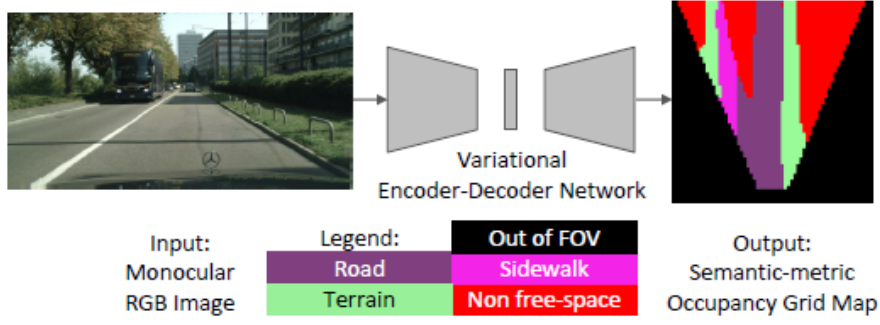 Variational
Encoder-Decoder Network
Input:
Monocular
RGB Image
Legend:
Out of FOV
Road
Sidewalk
Terrain
Non free-space
Output:
Semantic-metric
Occupancy Grid Map